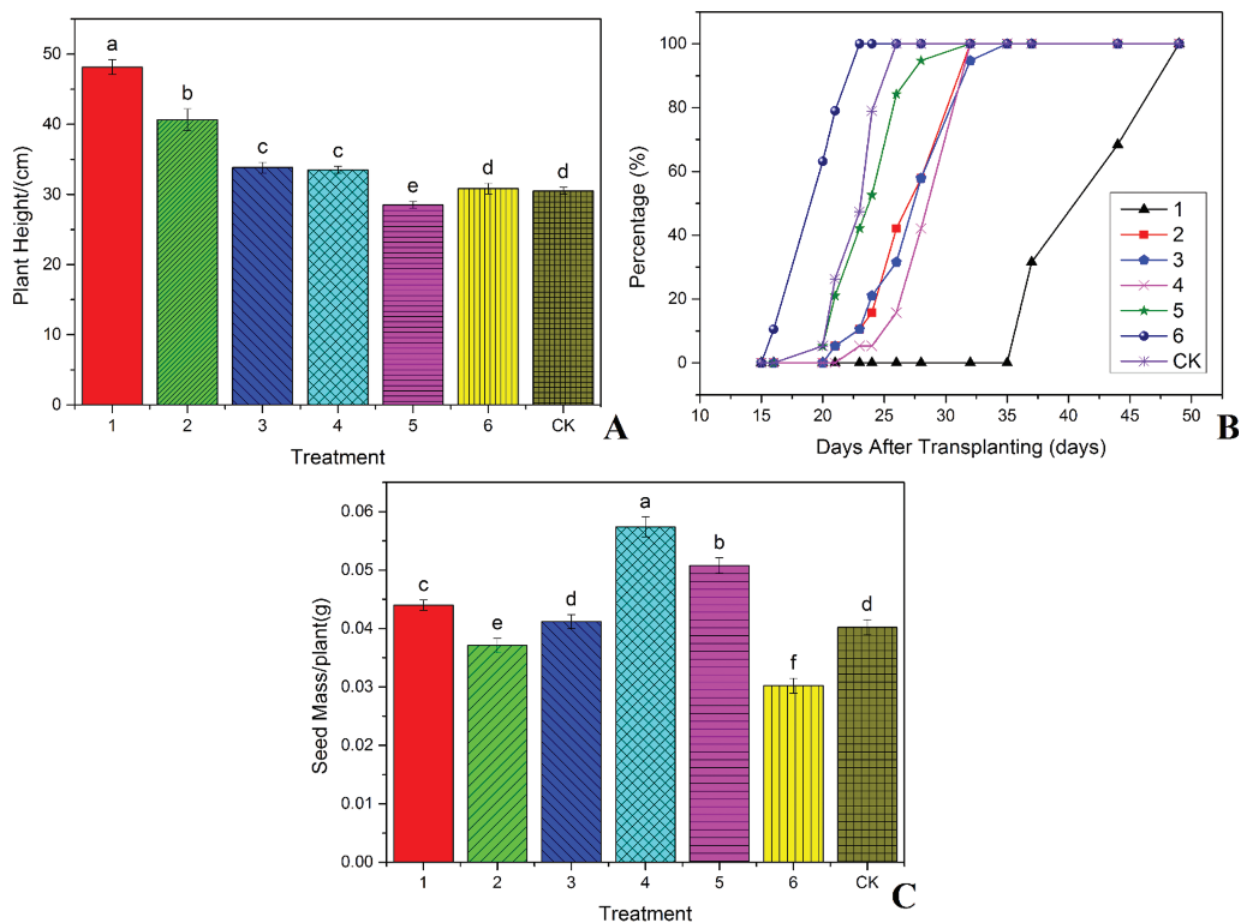 Plant Height/(cm)
50
40
30
20
10
0
a
b
c
c
e
d
d
1 2 3 4 5 6 CK
Treatment
A
Percentage (%)
100
80
60
40
20
0
10 15 20 25 30 35 40 45 50
Days After Transplanting (days)
1
2
3
4
5
6
CK
B
Seed Mass/plant(g)
0.06
0.05
0.04
0.03
0.02
0.01
0.00
c
e
d
a
b
f
d
1 2 3 4 5 6 CK
Treatment
C